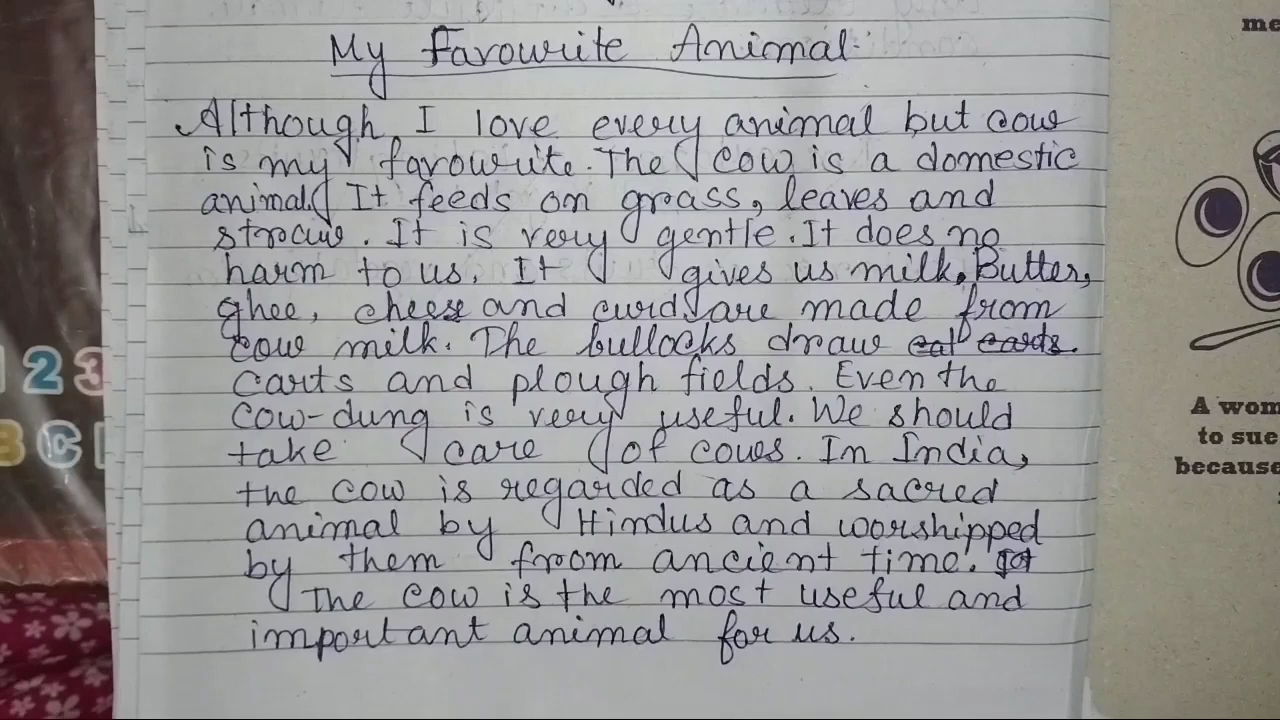 My Favourite Animal
Although I love every animal but cow
is my favourite. The cow is a domestic
animal. It feeds on grass, leaves and
straw. It is very gentle. It does no
harm to us. It gives us milk, Butter,
ghee, cheese and curd are made from
cow milk. The bullocks draw cat carts.
carts and plough fields. Even the
cow-dung is very useful. We should
take care of cows. In India,
the cow is regarded as a sacred
animal by Hindus and worshipped
by them from ancient time.
The cow is the most useful and
important animal for us.
123
BC
me
A wom
to sue
because